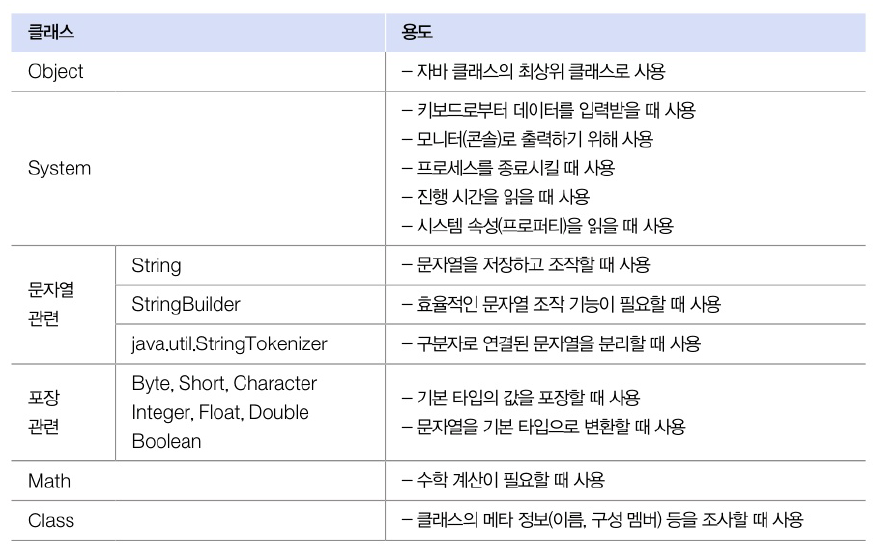 클래스 용도
Object – 자바 클래스의 최상위 클래스로 사용
System
– 키보드로부터 데이터를 입력받을 때 사용
– 모니터(콘솔)로 출력하기 위해 사용
– 프로세스를 종료시킬 때 사용
– 진행 시간을 읽을 때 사용
– 시스템 속성(프로퍼티)을 읽을 때 사용
문자열
관련
String – 문자열을 저장하고 조작할 때 사용
StringBuilder – 효율적인 문자열 조작 기능이 필요할 때 사용
java.util.StringTokenizer – 구분자로 연결된 문자열을 분리할 때 사용
포장
관련
Byte, Short, Character
Integer, Float, Double
Boolean
– 기본 타입의 값을 포장할 때 사용
– 문자열을 기본 타입으로 변환할 때 사용
Math – 수학 계산이 필요할 때 사용
Class – 클래스의 메타 정보(이름, 구성 멤버) 등을 조사할 때 사용